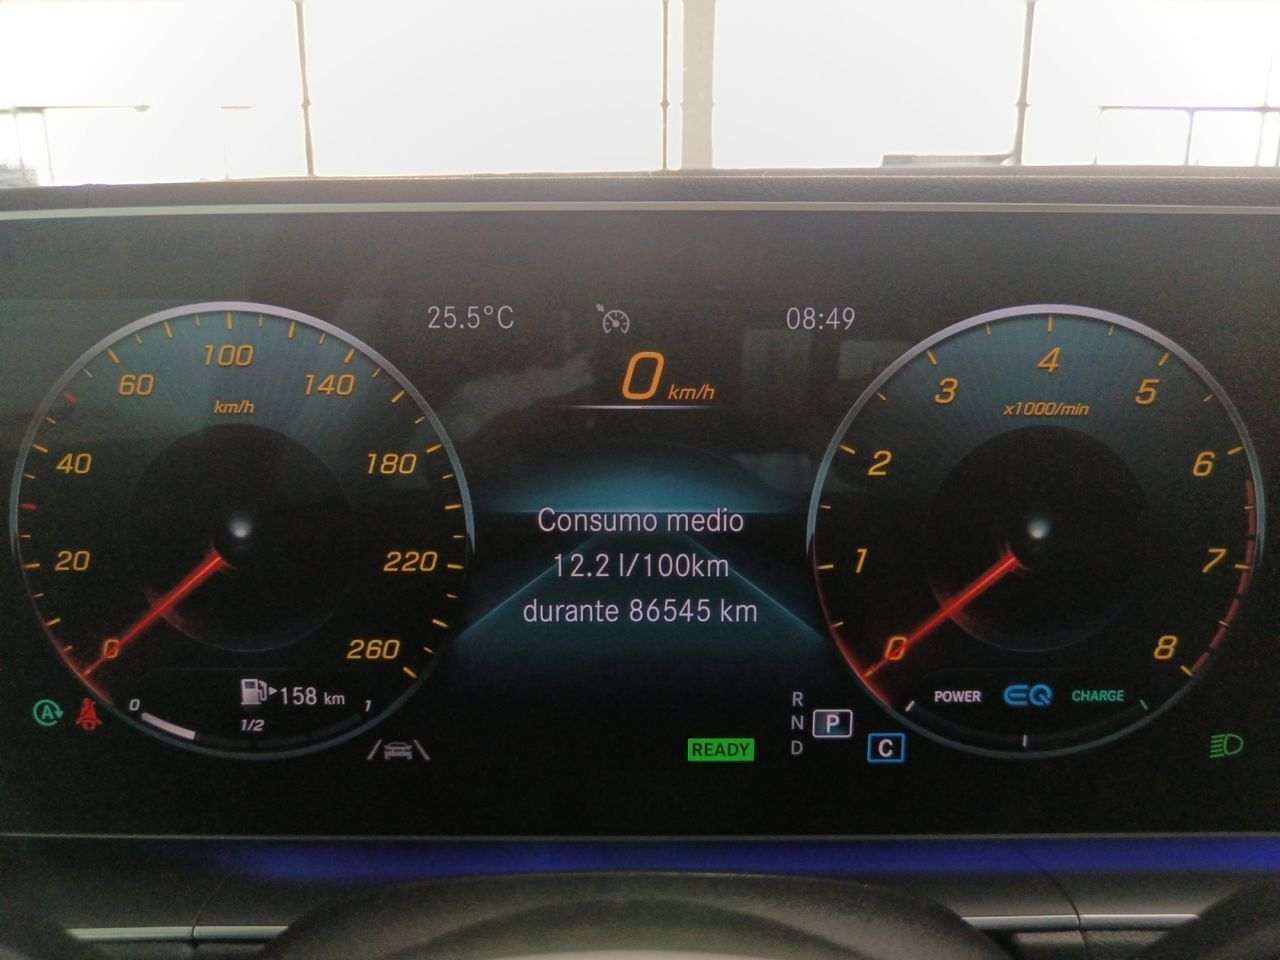 25.5°C
08:49
0 km/h
0
20
40
60
100
140
180
220
260
km/h
Consumo medio
12.2 l/100km
durante 86545 km
0
1
2
3
4
5
6
7
8
x1000/min
A
0
158 km
1/2
1
READY
R
N
P
D
C
POWER
EQ
CHARGE